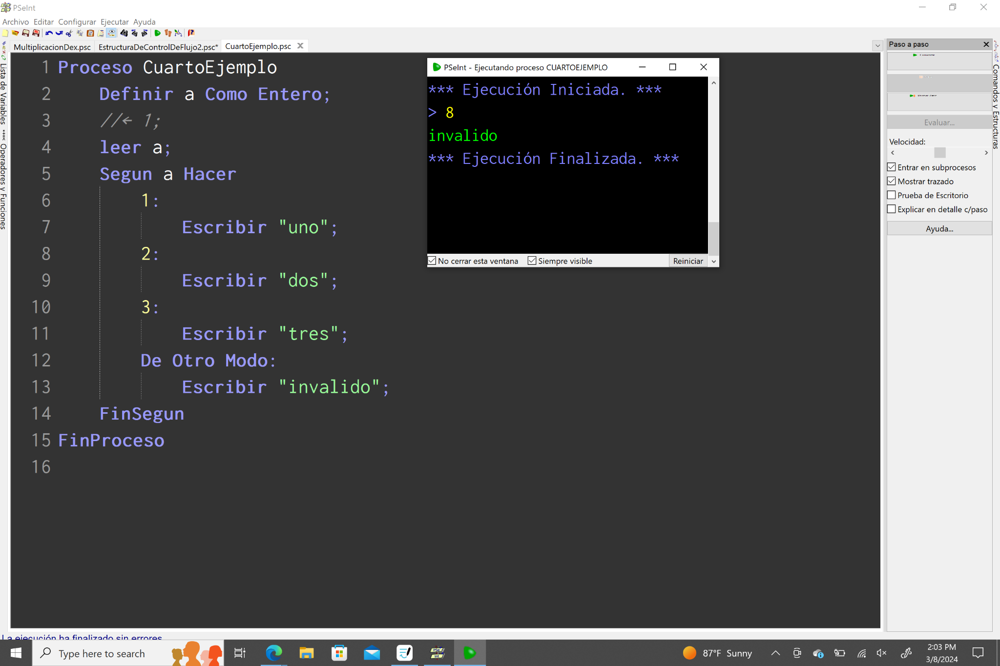 PSeInt
Archivo Editar Configurar Ejecutar Ayuda
MultiplicacionDex.psc EstructuraDeControlDeFlujo2.psc* CuartoEjemplo.psc
Lista de Variables
*+=< Operadores y Funciones
1 Proceso CuartoEjemplo
2 Definir a Como Entero;
3 //← 1;
4 leer a;
5 Segun a Hacer
6 1:
7 Escribir "uno";
8 2:
9 Escribir "dos";
10 3:
11 Escribir "tres";
12 De Otro Modo:
13 Escribir "invalido";
14 FinSegun
15 FinProceso
16
PSeInt - Ejecutando proceso CUARTOEJEMPLO
*** Ejecución Iniciada. ***
> 8
invalido
*** Ejecución Finalizada. ***
No cerrar esta ventana Siempre visible Reiniciar
Paso a paso
Primer Paso
Evaluar...
Velocidad:
Entrar en subprocesos
Mostrar trazado
Prueba de Escritorio
Explicar en detalle c/paso
Ayuda...
Comandos y Estructuras
La ejecución ha finalizado sin errores
Type here to search
87°F Sunny
2:03 PM
3/8/2024